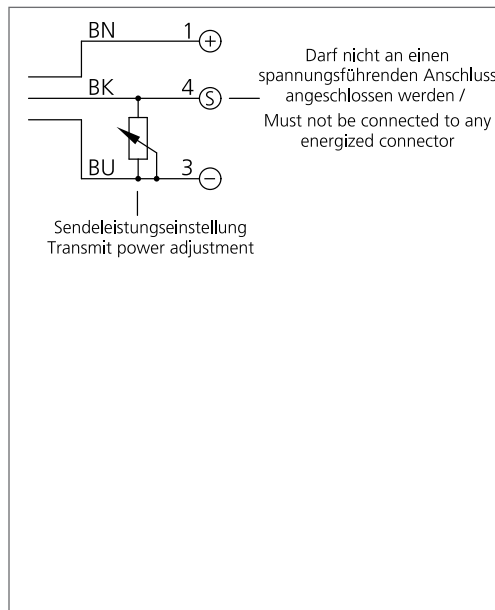 BN 1 +
Darf nicht an einen
spannungsführenden Anschluss
angeschlossen werden /
Must not be connected to any
energized connector
BK 4 S
BU 3 −
Sendeleistungseinstellung
Transmit power adjustment